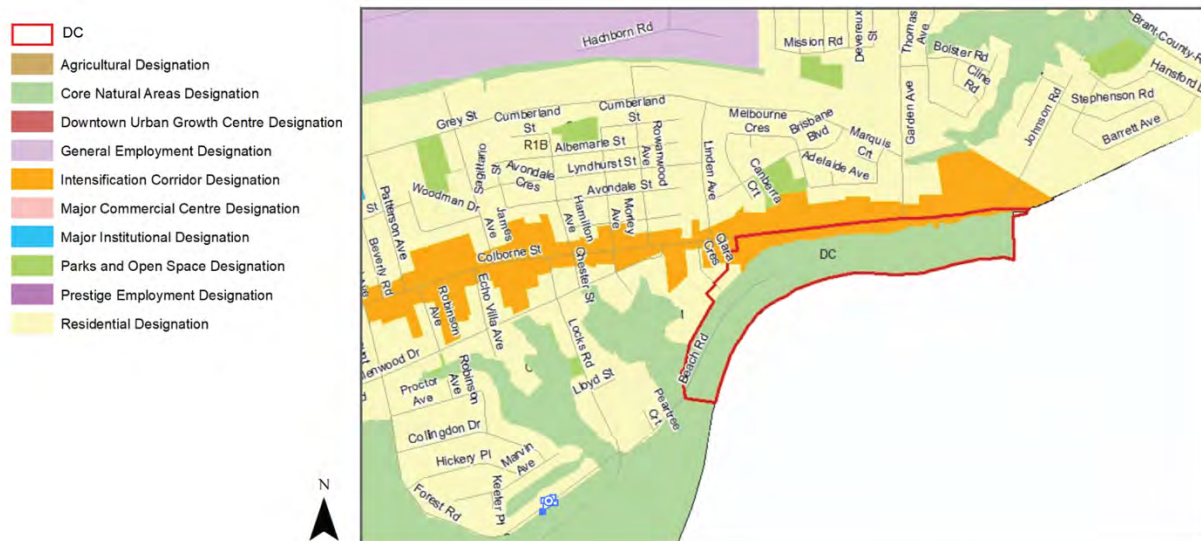 DC
Agricultural Designation
Core Natural Areas Designation
Downtown Urban Growth Centre Designation
General Employment Designation
Intensification Corridor Designation
Major Commercial Centre Designation
Major Institutional Designation
Parks and Open Space Designation
Prestige Employment Designation
Residential Designation
N
Hachborn Rd
Mission Rd
Devereux
St
Thomas
Ave
Bolster Rd
Cline
Rd
Brant-County-R
Hansford
Stephenson Rd
Johnson Rd
Barrett Ave
Garden Ave
Grey St
Cumberland
St
Cumberland
St
R1B
Albemarle St
Rowanwood
Ave
Lyndhurst St
Avondale
Cres
Avondale St
Sagittario
St
Linden Ave
Melbourne
Cres
Brisbane
Blvd
Marquis
Crt
Adelaide Ave
Canberra
Crt
Woodman Dr
Patterson Ave
St
Beverly Rd
James
Ave
Hamilton
Ave
Morley
Ave
Colborne St
Clara
Cres
DC
Chester St
Robinson
Ave
Echo Villa Ave
Locks Rd
Beach Rd
lenwood Dr
Proctor
Ave
Robinson
Ave
Lloyd St
Peartree
Crt
Collingdon Dr
Hickery Pl
Marvin
Ave
Keefer Pl
Forest Rd